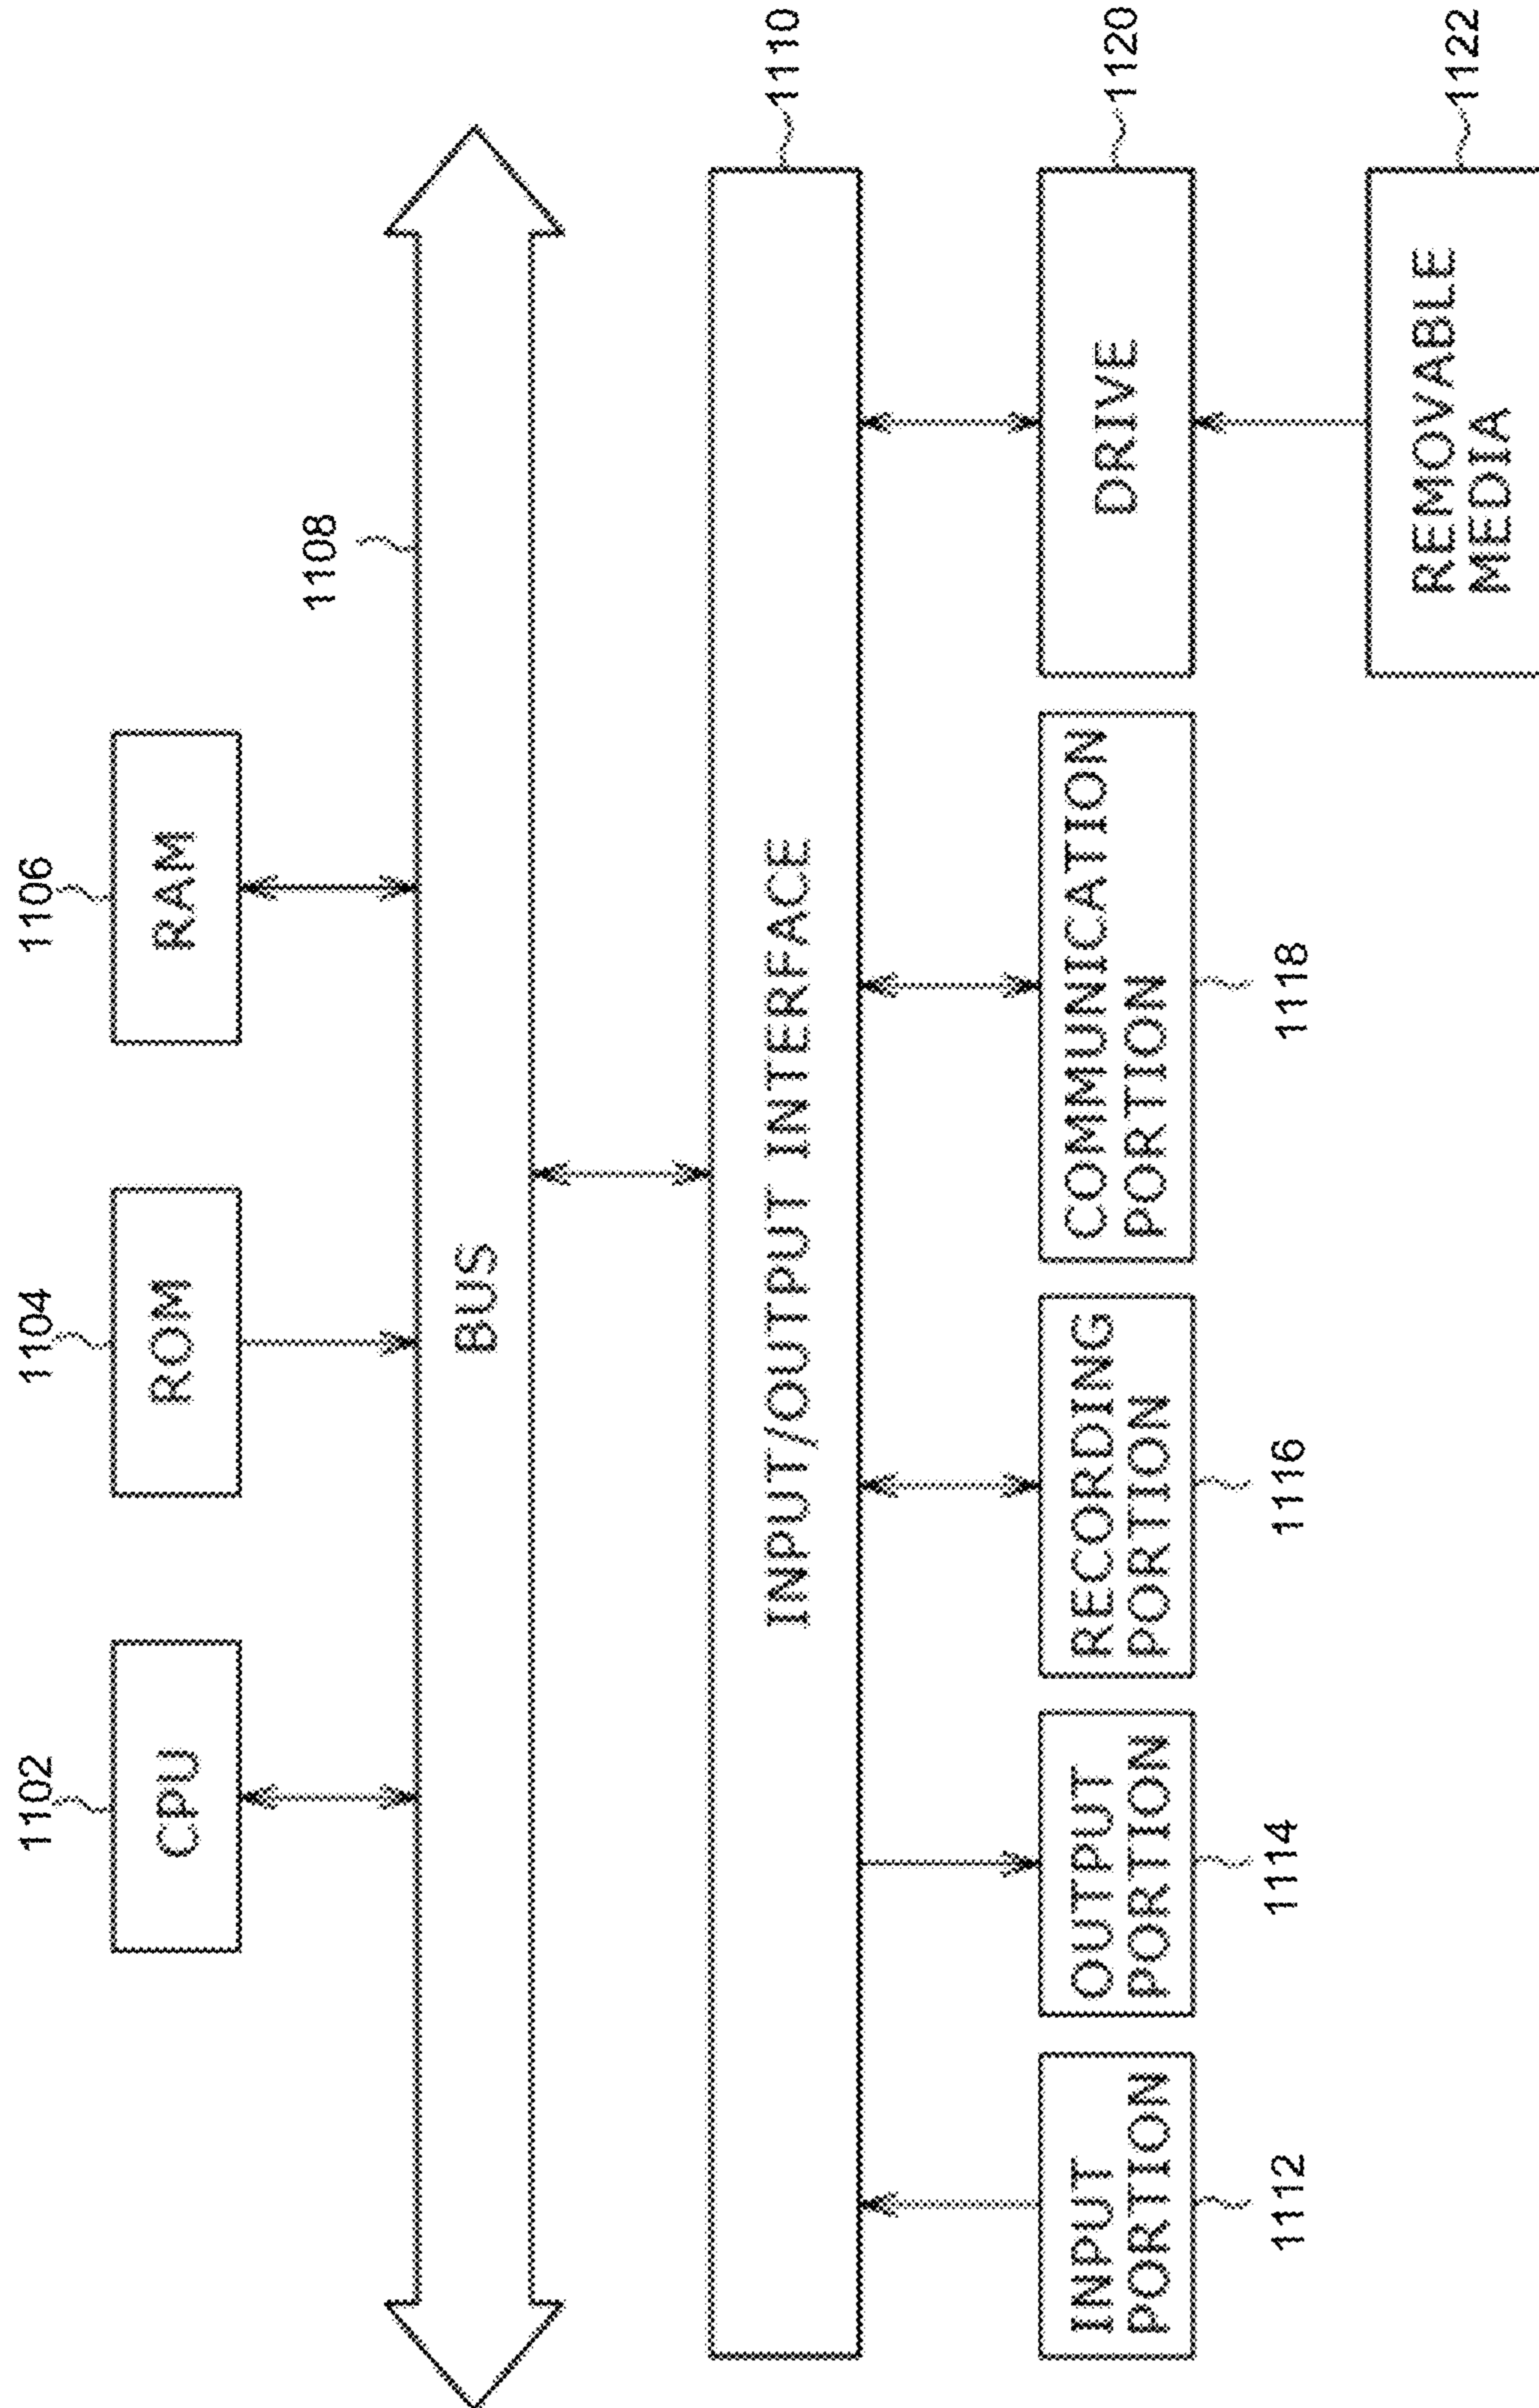 1102
1104
1106
CPU
ROM
RAM
1108
BUS
INPUT/OUTPUT INTERFACE
1110
INPUT
PORTION
OUTPUT
PORTION
RECORDING
PORTION
COMMUNICATION
PORTION
DRIVE
1120
1112
1114
1116
1118
REMOVABLE
MEDIA
1122